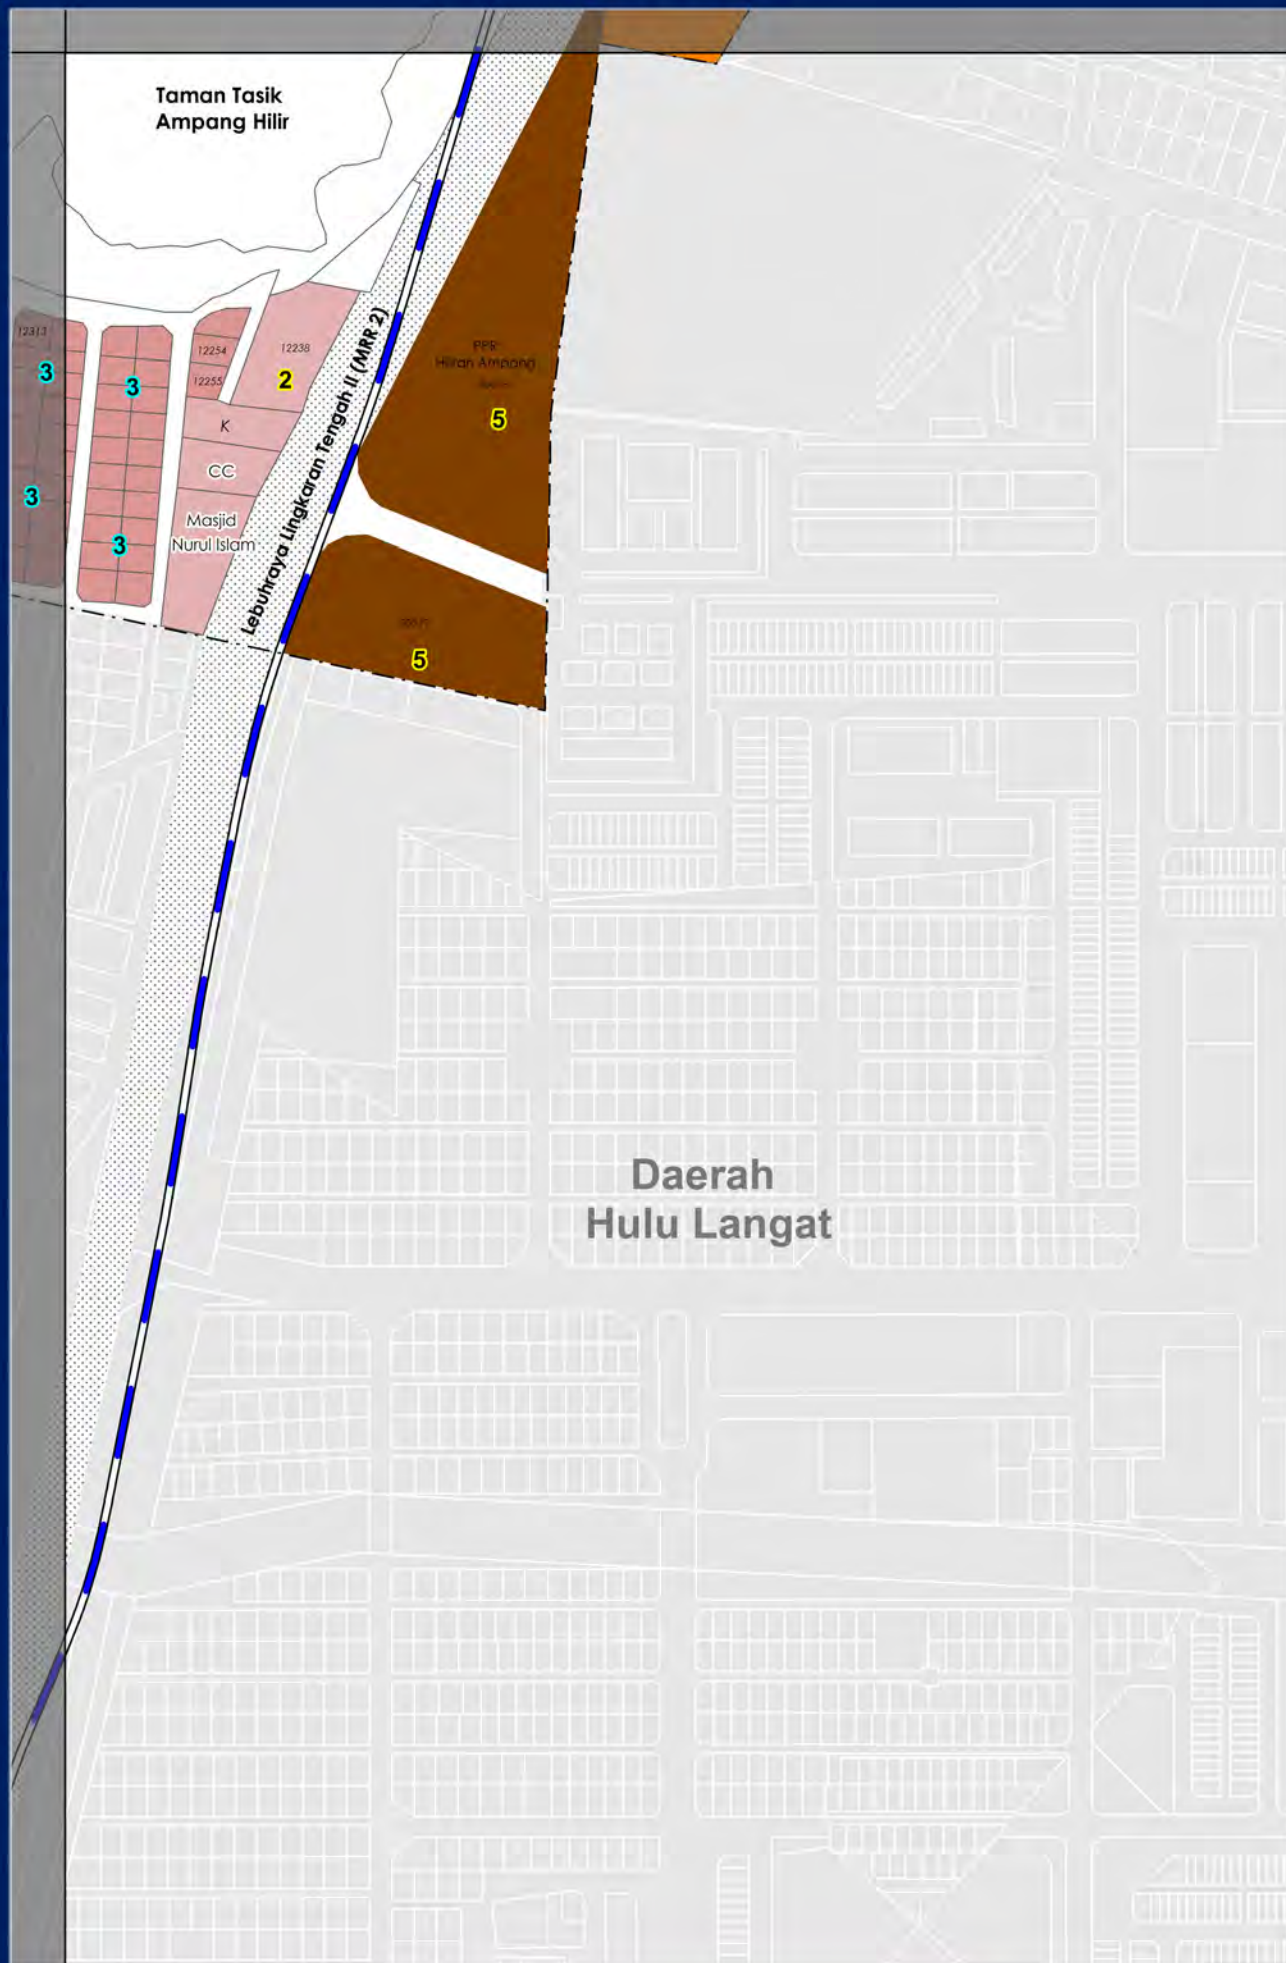 Taman Tasik
Ampang Hilir
12313
12254
12238
12255
3
3
2
K
CC
3
3
Masjid
Nurul Islam
Lebuhraya Lingkaran Tengah II (MRR 2)
PPR
Hiliran Ampang
5
5
Daerah
Hulu Langat